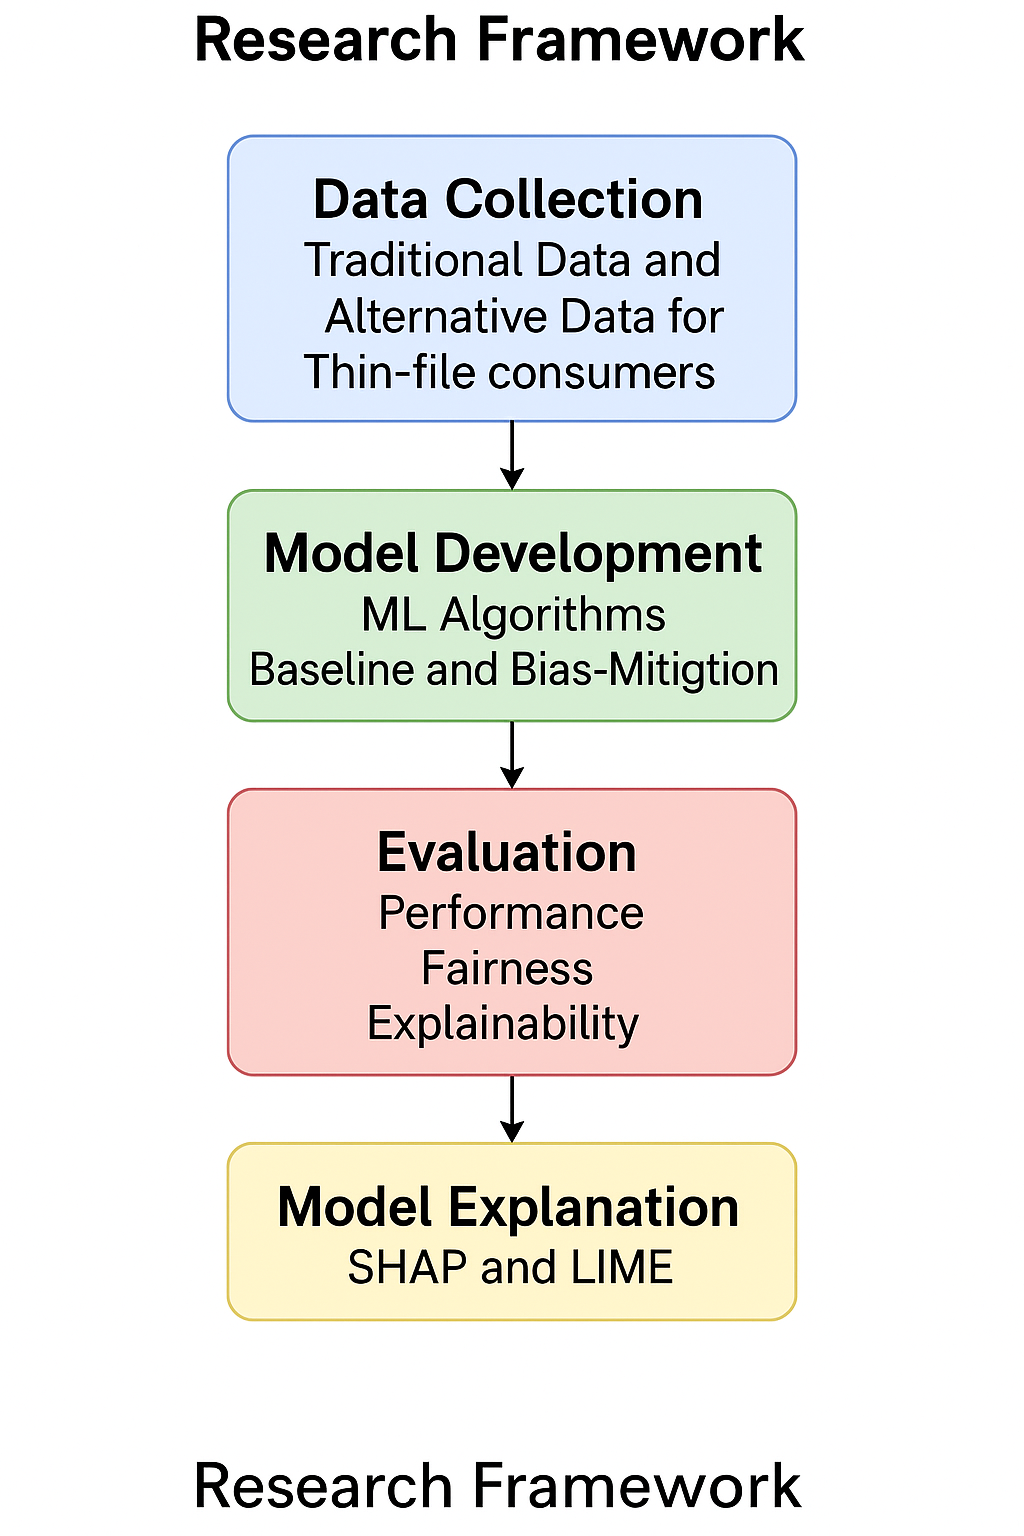 Research Framework
Data Collection
Traditional Data and
Alternative Data for
Thin-file consumers
Model Development
ML Algorithms
Baseline and Bias-Mitigtion
Evaluation
Performance
Fairness
Explainability
Model Explanation
SHAP and LIME
Research Framework